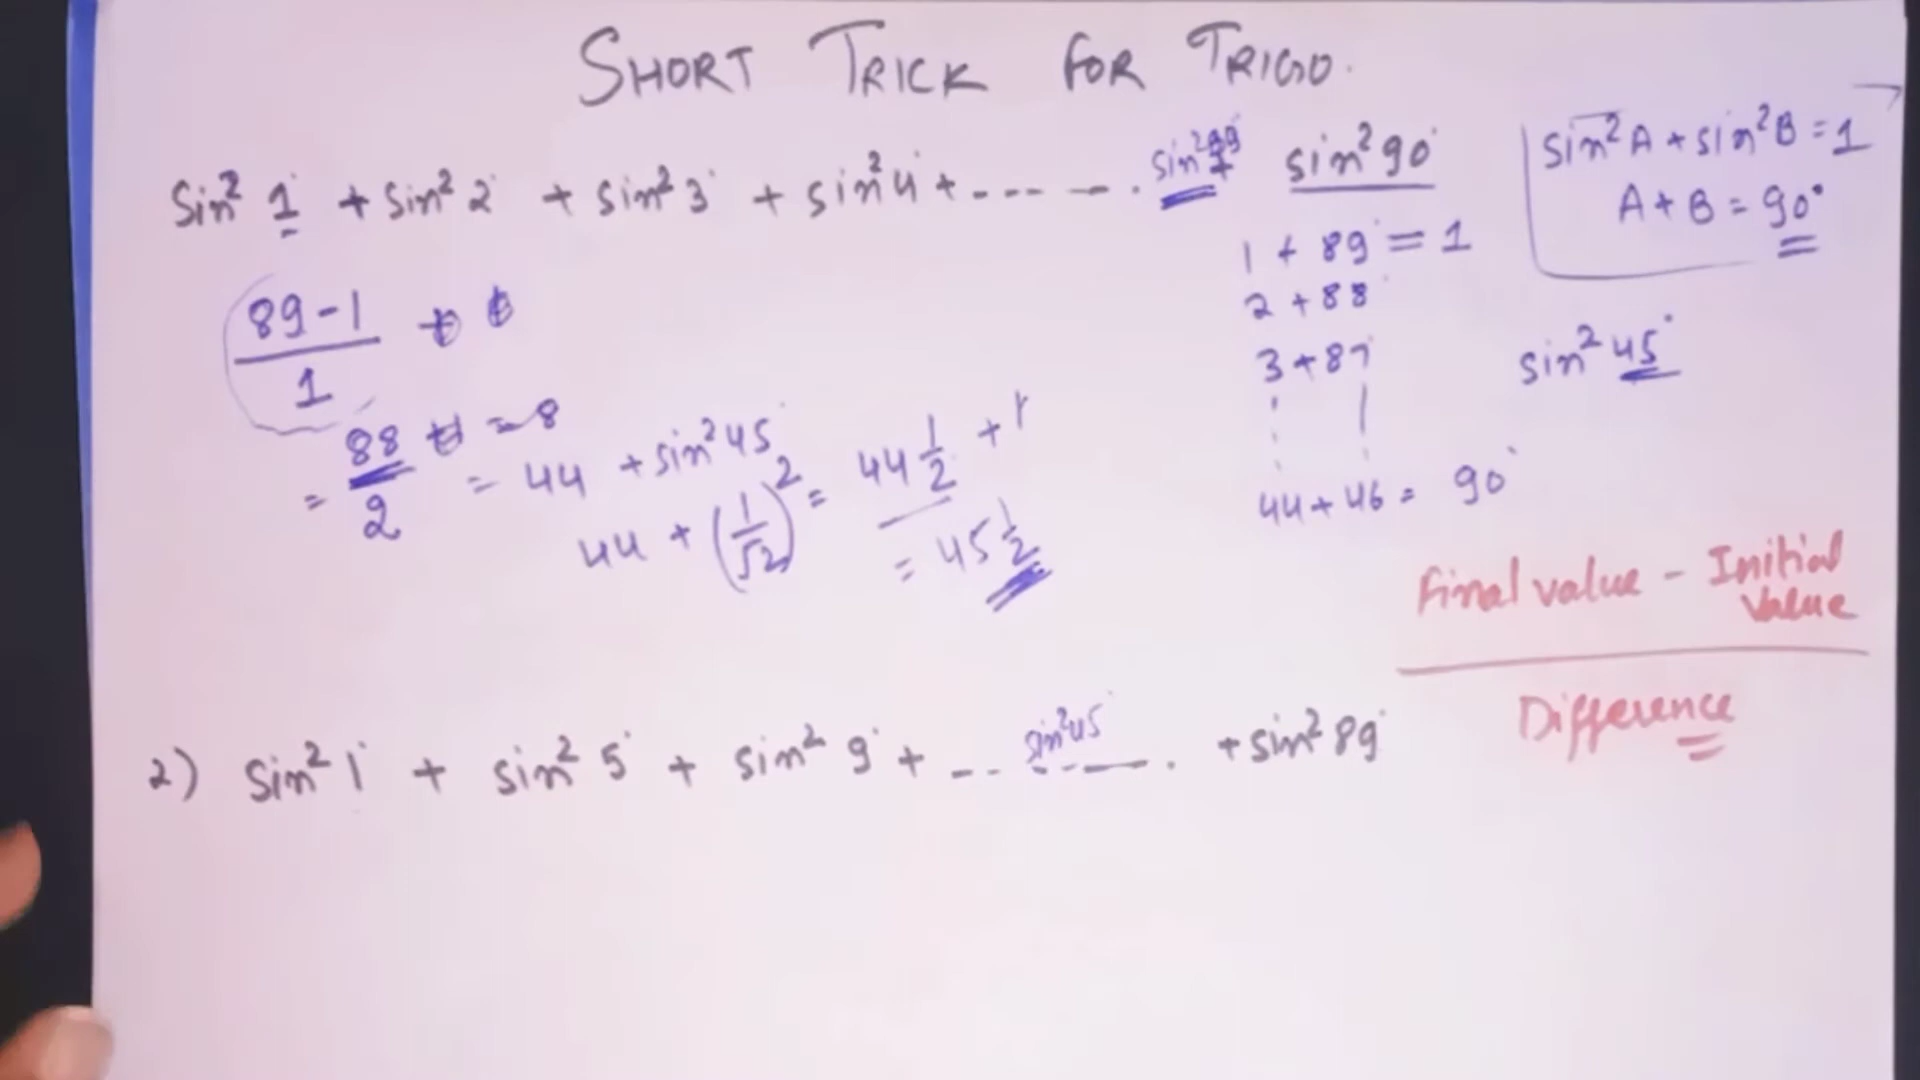 SHORT TRICK FOR TRIGO.
Sin² 1° + Sin² 2° + sin² 3° + sin² 4 + - - - — . sin² 89° + sin² 90°
sin²A + sin²B = 1
A + B = 90°
1 + 89° = 1
2 + 88°
3 + 87°
44 + 46 = 90°
sin² 45°
89 - 1
1
= 88 = 8
2
= 44 + sin² 45°
44 + (1/√2)² = 44 1/2 + 1
= 45 1/2
Final value - Initial Value
Difference
2) Sin² 1° + sin² 5° + sin² 9° + - - sin² 45° - — . + sin² 89°